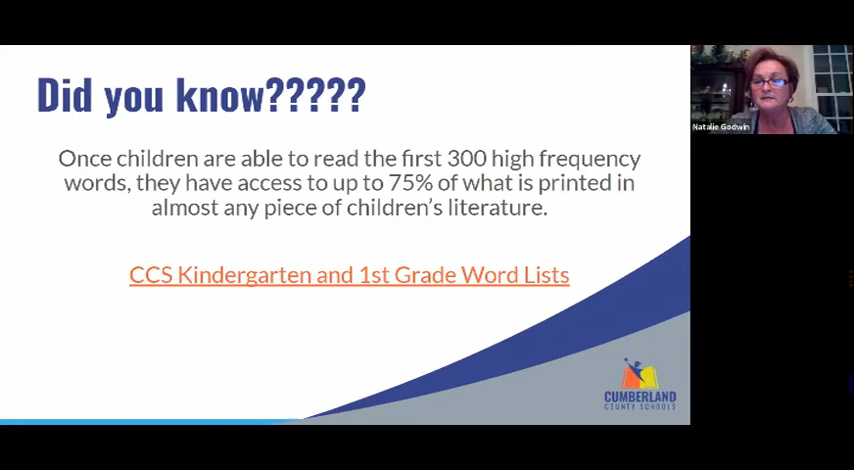 Did you know?????
Once children are able to read the first 300 high frequency
words, they have access to up to 75% of what is printed in
almost any piece of children's literature.
CCS Kindergarten and 1st Grade Word Lists
CUMBERLAND
COUNTY SCHOOLS
Natalie Godwin